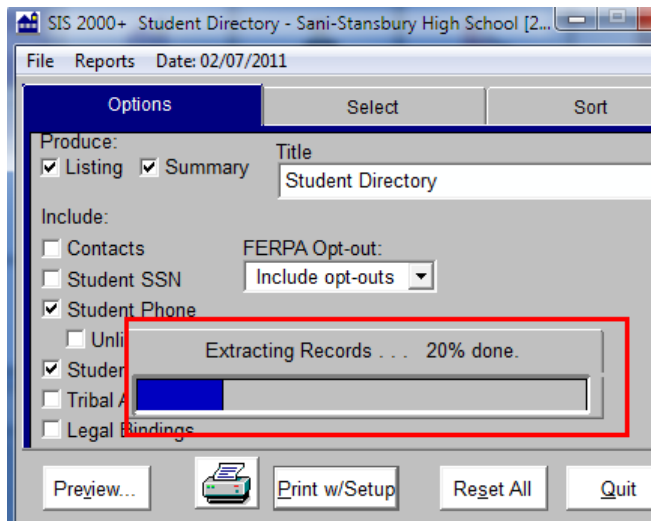 SIS 2000+ Student Directory - Sani-Stansbury High School [2...
File Reports Date: 02/07/2011
Options Select Sort
Produce:
Listing Summary
Title
Student Directory
Include:
Contacts
Student SSN
Student Phone
FERPA Opt-out:
Include opt-outs
Extracting Records . . . 20% done.
Tribal
Legal Bindings
Preview... Print w/Setup Reset All Quit